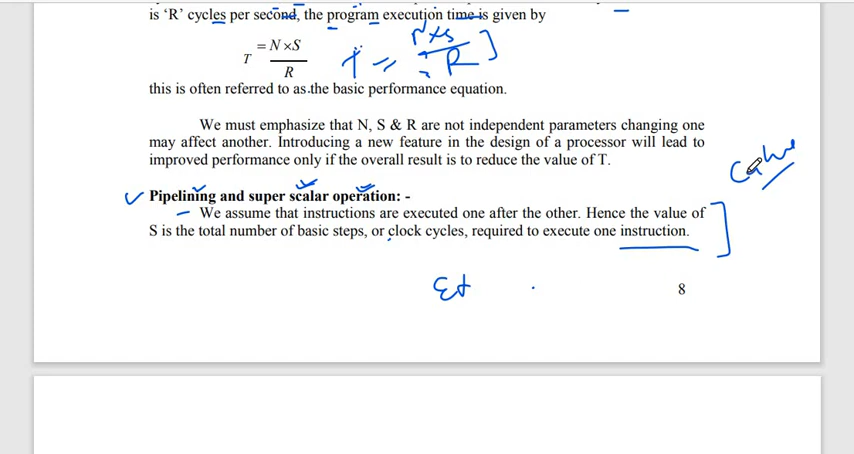 is ‘R’ cycles per second, the program execution time is given by
T = N ×S
R
T = N×S
R
this is often referred to as the basic performance equation.
We must emphasize that N, S & R are not independent parameters changing one
may affect another. Introducing a new feature in the design of a processor will lead to
improved performance only if the overall result is to reduce the value of T.
Pipelining and super scalar operation: -
We assume that instructions are executed one after the other. Hence the value of
S is the total number of basic steps, or clock cycles, required to execute one instruction.
8